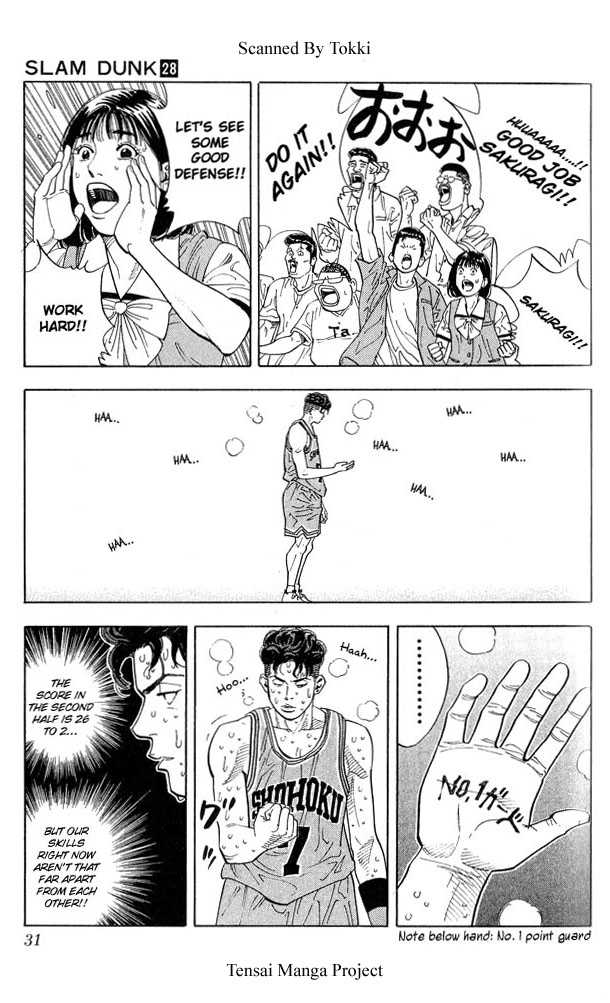 Scanned By Tokki
SLAM DUNK 28
LET'S SEE
SOME
GOOD
DEFENSE!!
WORK
HARD!!
DO IT
AGAIN!!
おおお
HUUAAAAA....!!
GOOD JOB
SAKURAGI!!!
Ta
SAKURAGI!!!
HAA...
HAA...
HAA...
HAA...
HAA...
HAA...
HAA...
THE
SCORE IN
THE SECOND
HALF IS 26
TO 2...
BUT OUR
SKILLS
RIGHT NOW
AREN'T THAT
FAR APART
FROM EACH
OTHER!!
Haah...
Hoo...
グッ
SHOHOKU
7
..........
NO,1ガード
31
Note below hand: No. 1 point guard
Tensai Manga Project